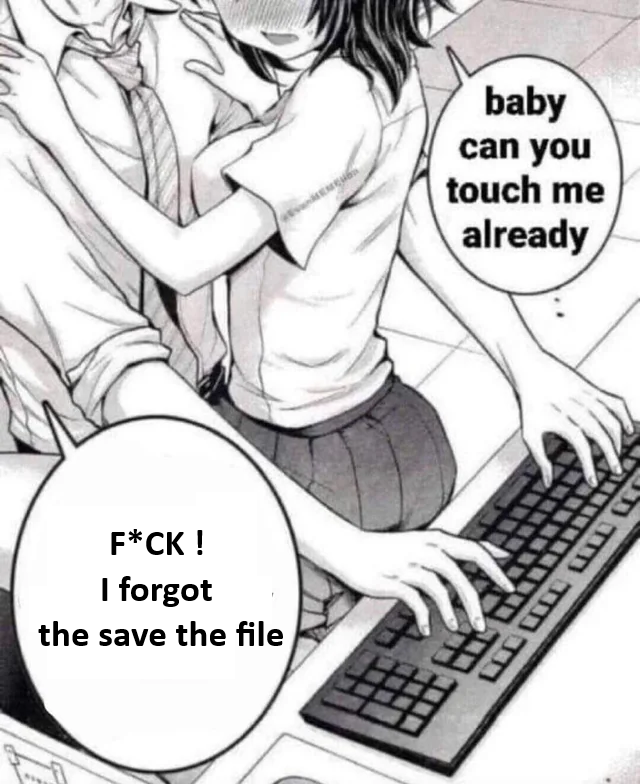 baby
can you
touch me
already
F*CK !
I forgot
the save the file